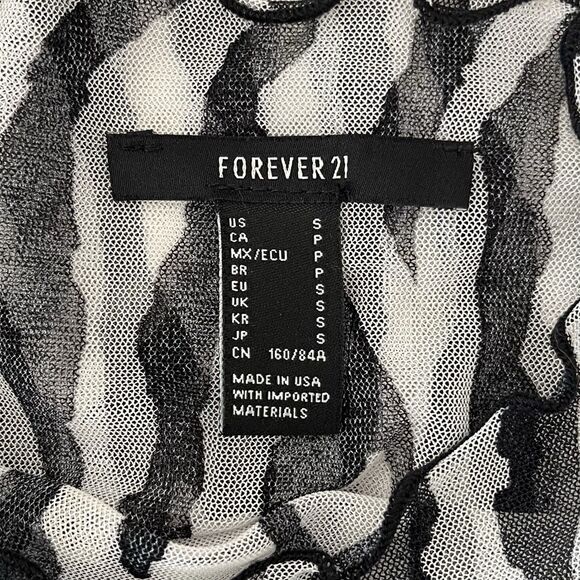 FOREVER 21
US S
CA P
MX/ECU P
BR P
EU S
UK S
KR S
JP S
CN 160/84A
MADE IN USA
WITH IMPORTED
MATERIALS